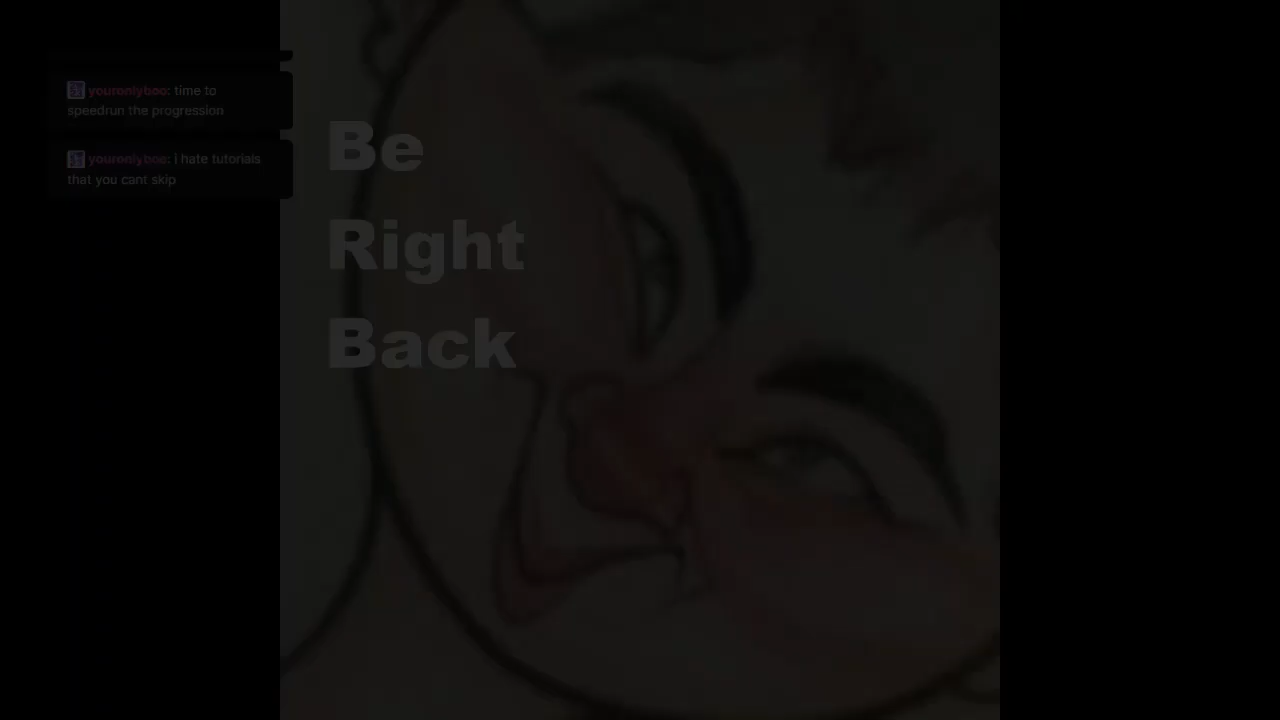 youronlyboo: time to
speedrun the progression
youronlyboo: i hate tutorials
that you cant skip
Be
Right
Back